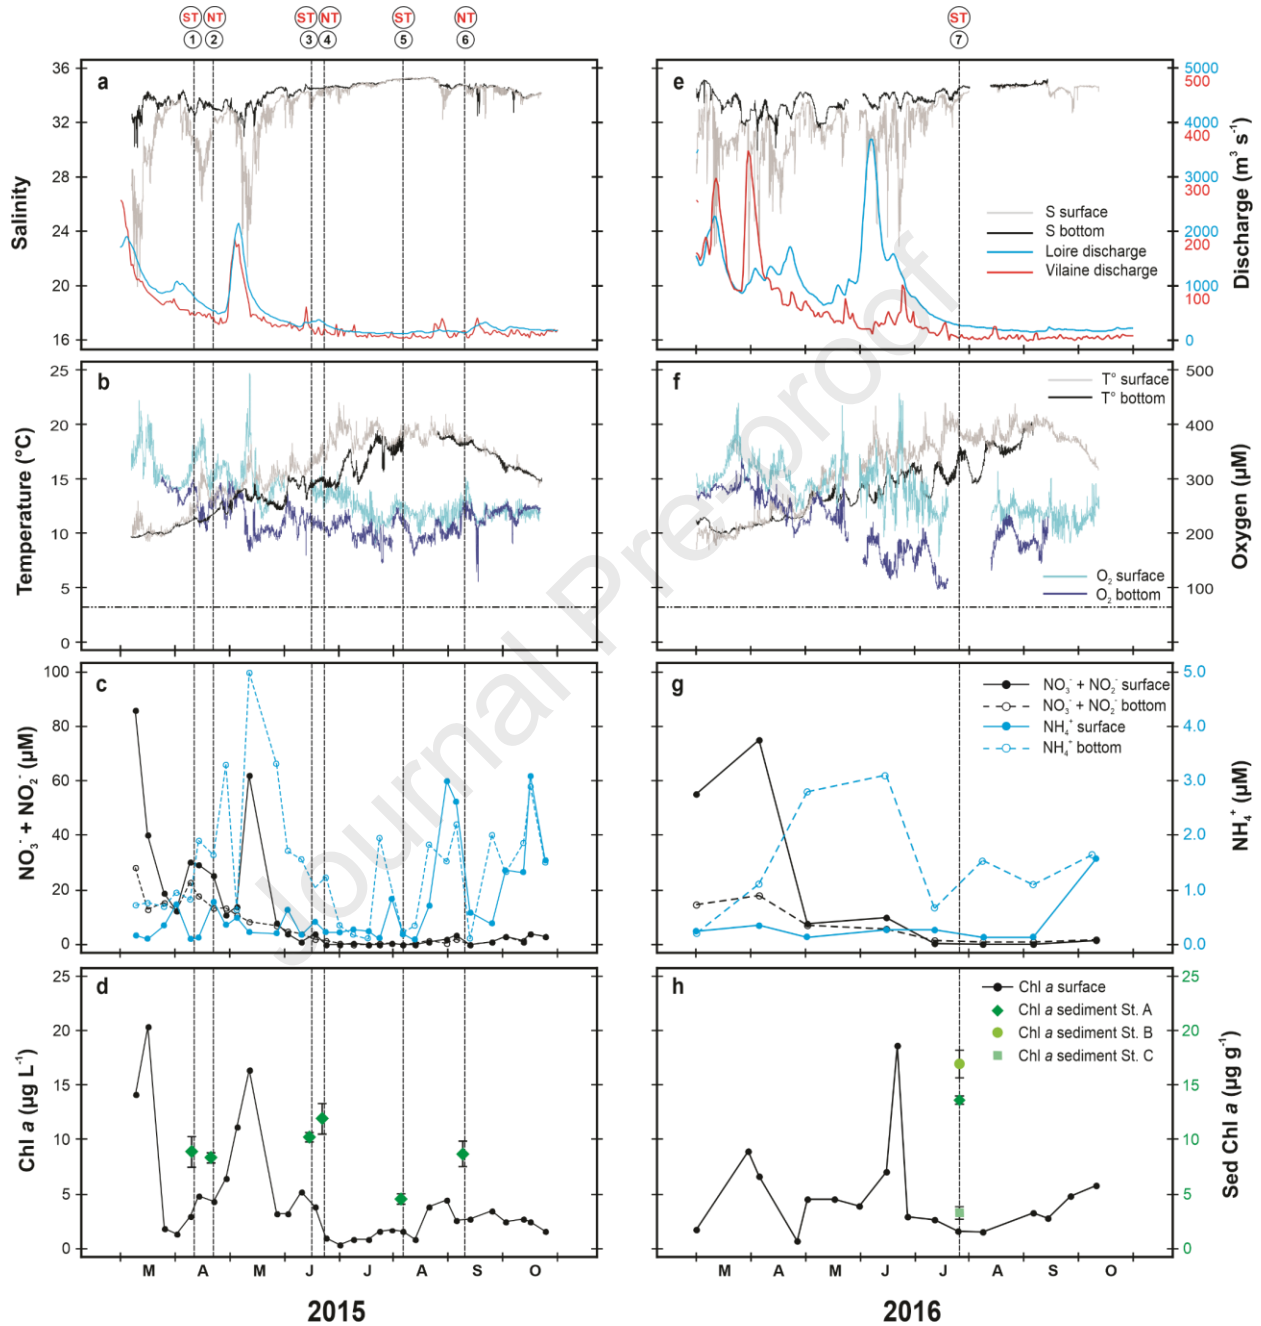 ST NT ST NT ST NT ST
1 2 3 4 5 6 7
a
36
32
28
24
20
16
Salinity
e
5000
500
4000
400
3000
300
2000
200
1000
100
0
0
Discharge (m³ s⁻¹)
S surface
S bottom
Loire discharge
Vilaine discharge
b
25
20
15
10
5
0
Temperature (°C)
f
500
400
300
200
100
Oxygen (µM)
T° surface
T° bottom
O₂ surface
O₂ bottom
c
100
80
60
40
20
0
NO₃⁻ + NO₂⁻ (µM)
g
5.0
4.0
3.0
2.0
1.0
0.0
NH₄⁺ (µM)
NO₃⁻ + NO₂⁻ surface
NO₃⁻ + NO₂⁻ bottom
NH₄⁺ surface
NH₄⁺ bottom
d
25
20
15
10
5
0
Chl a (µg L⁻¹)
h
25
20
15
10
5
0
Sed Chl a (µg g⁻¹)
Chl a surface
Chl a sediment St. A
Chl a sediment St. B
Chl a sediment St. C
M A M J J A S O
M A M J J A S O
2015
2016
Journal Pre-proof